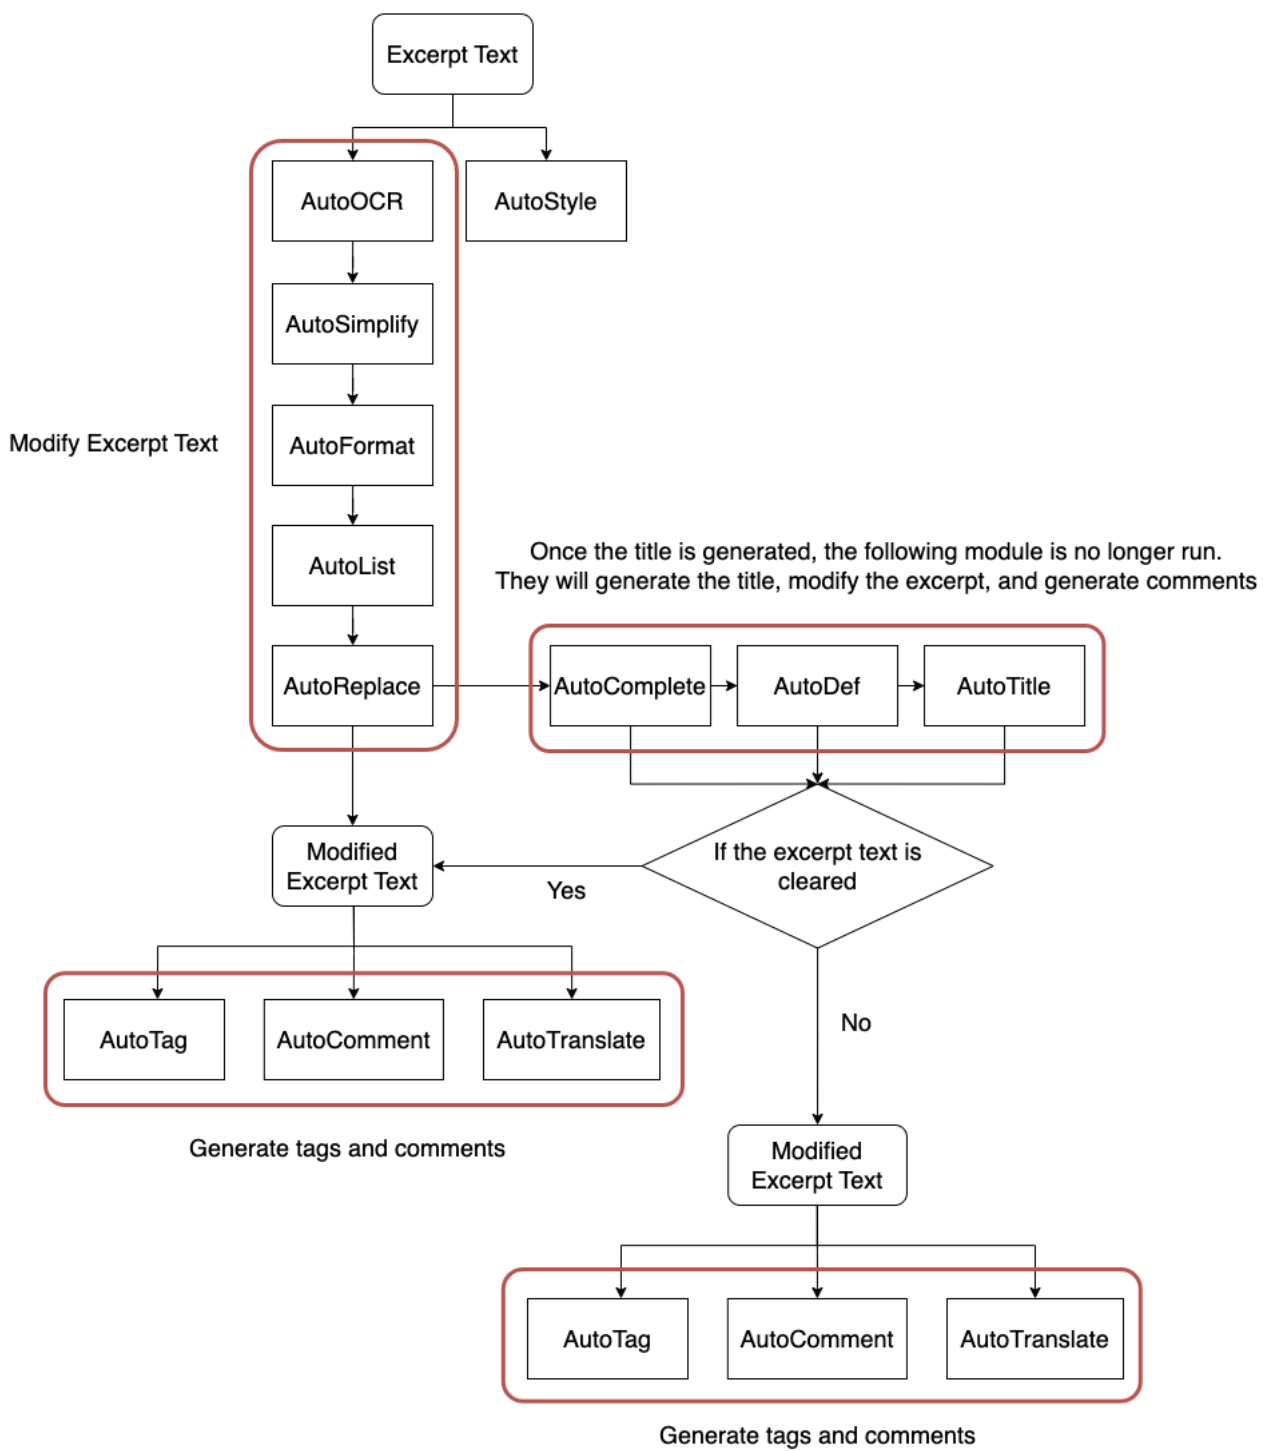 Excerpt Text
AutoOCR
AutoStyle
AutoSimplify
AutoFormat
Modify Excerpt Text
AutoList
Once the title is generated, the following module is no longer run.
They will generate the title, modify the excerpt, and generate comments
AutoReplace
AutoComplete
AutoDef
AutoTitle
Modified
Excerpt Text
If the excerpt text is
cleared
Yes
AutoTag
AutoComment
AutoTranslate
No
Generate tags and comments
Modified
Excerpt Text
AutoTag
AutoComment
AutoTranslate
Generate tags and comments